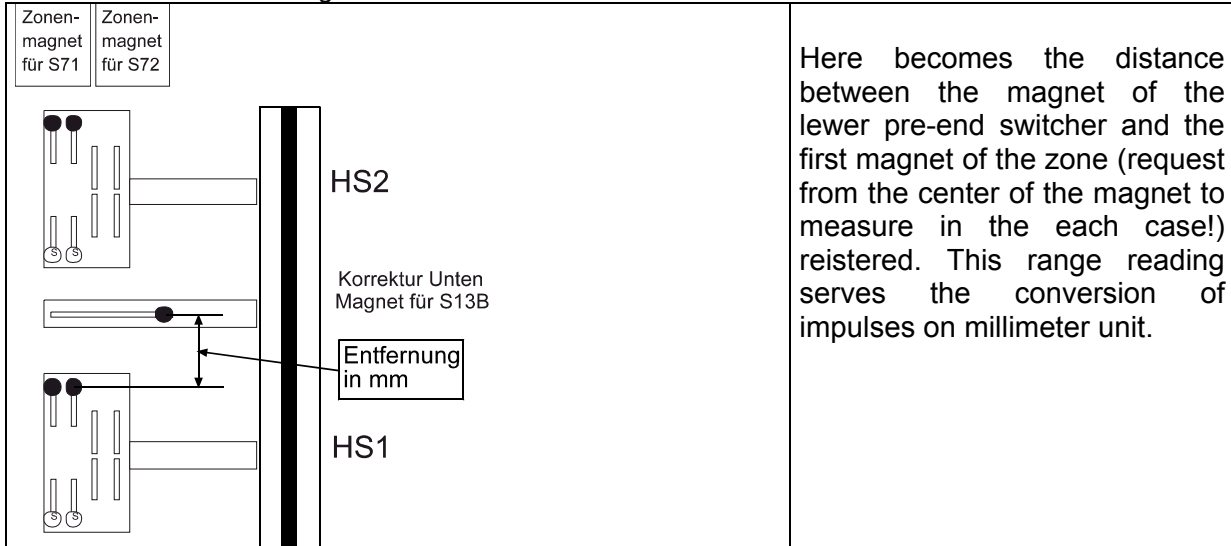 Zonen-
magnet
für S71
Zonen-
magnet
für S72
HS2
Korrektur Unten
Magnet für S13B
Entfernung
in mm
HS1
S S
S S
Here becomes the distance
between the magnet of the
lewer pre-end switcher and the
first magnet of the zone (request
from the center of the magnet to
measure in the each case!)
reistered. This range reading
serves the conversion of
impulses on millimeter unit.